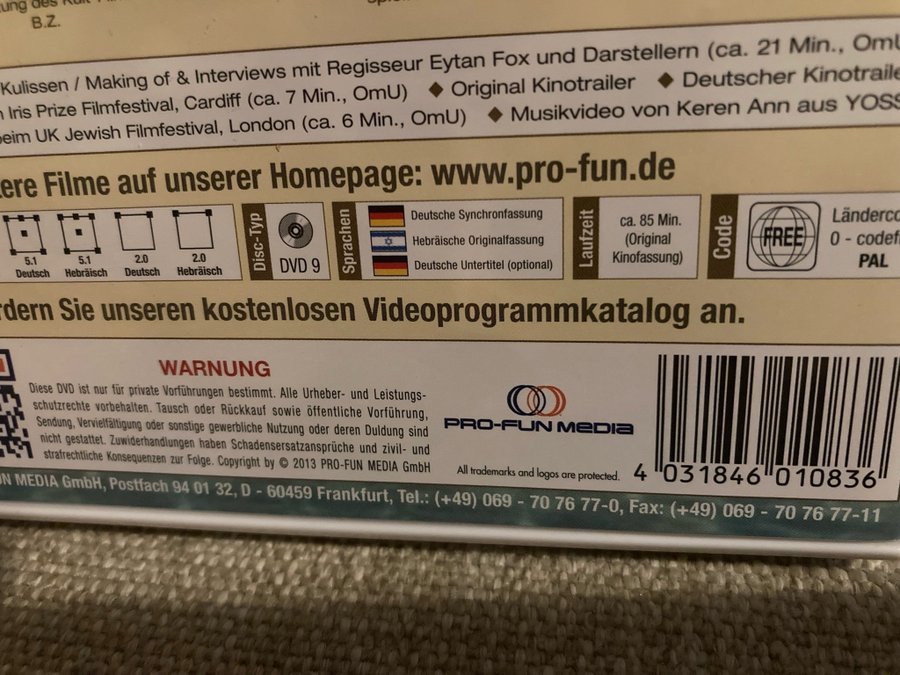 B.Z.
Kulissen / Making of & Interviews mit Regisseur Eytan Fox und Darstellern (ca. 21 Min., OmU
Iris Prize Filmfestival, Cardiff (ca. 7 Min., OmU) ◆ Original Kinotrailer ◆ Deutscher Kinotraile
beim UK Jewish Filmfestival, London (ca. 6 Min., OmU) ◆ Musikvideo von Keren Ann aus YOSS
ere Filme auf unserer Homepage: www.pro-fun.de
5.1 Deutsch
5.1 Hebräisch
2.0 Deutsch
2.0 Hebräisch
Disc-Typ
DVD 9
Sprachen
Deutsche Synchronfassung
Hebräische Originalfassung
Deutsche Untertitel (optional)
Laufzeit
ca. 85 Min.
(Original
Kinofassung)
Code
FREE
Länderco
0 - codef
PAL
rdern Sie unseren kostenlosen Videoprogrammkatalog an.
WARNUNG
Diese DVD ist nur für private Vorführungen bestimmt. Alle Urheber- und Leistungs-
schutzrechte vorbehalten. Tausch oder Rückkauf sowie öffentliche Vorführung,
Sendung, Vervielfältigung oder sonstige gewerbliche Nutzung oder deren Duldung sind
nicht gestattet. Zuwiderhandlungen haben Schadensersatzansprüche und zivil- und
strafrechtliche Konsequenzen zur Folge. Copyright by © 2013 PRO-FUN MEDIA GmbH
PRO-FUN MEDIA
All trademarks and logos are protected.
4 031846 010836
UN MEDIA GmbH, Postfach 94 01 32, D - 60459 Frankfurt, Tel.: (+49) 069 - 70 76 77-0, Fax: (+49) 069 - 70 76 77-11